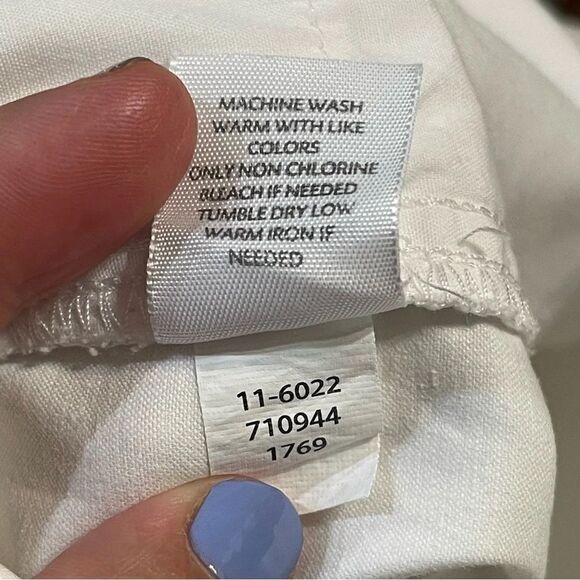 MACHINE WASH
WARM WITH LIKE
COLORS
ONLY NON CHLORINE
BLEACH IF NEEDED
TUMBLE DRY LOW
WARM IRON IF
NEEDED
11-6022
710944
1769